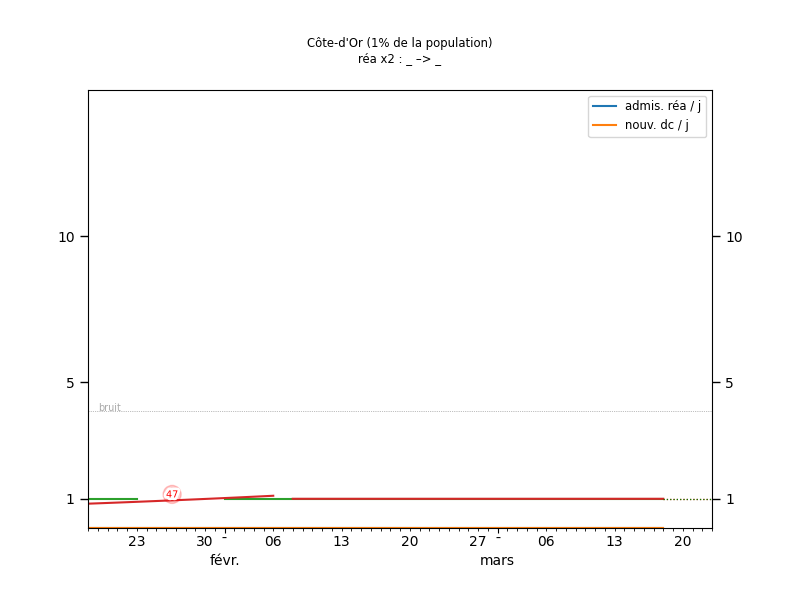 Côte-d'Or (1% de la population)
réa x2 : _ –> _
admis. réa / j
nouv. dc / j
10 10
5 5
bruit
47
1 1
23 30 - 06 13 20 27 - 06 13 20
févr. mars